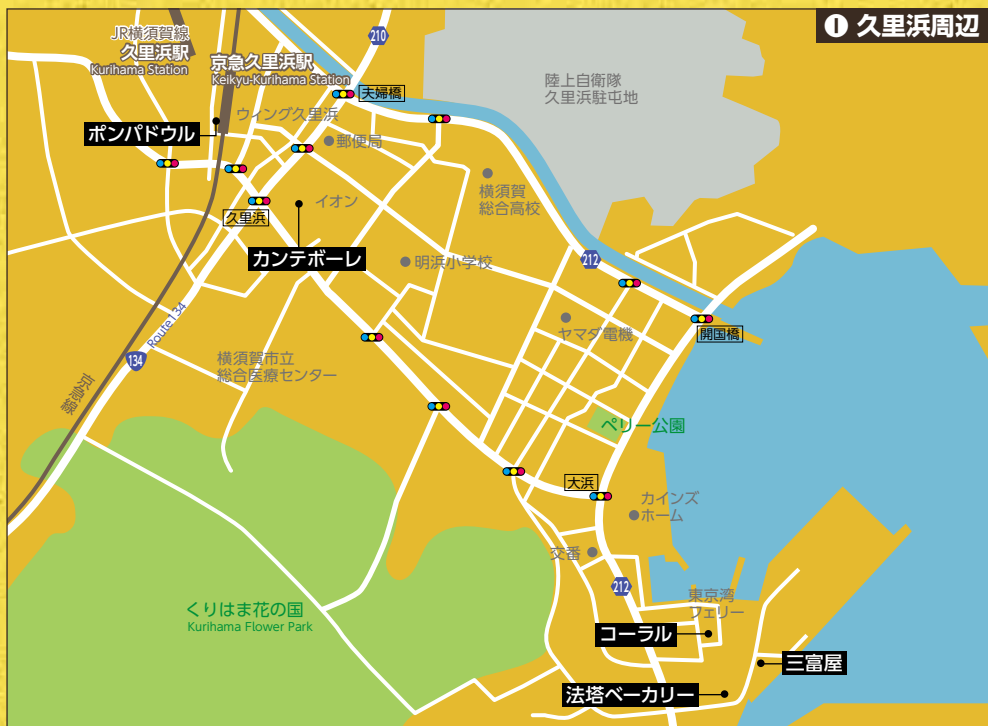 ❶ 久里浜周辺
JR横須賀線
久里浜駅
Kurihama Station
京急久里浜駅
Keikyu-Kurihama Station
210
夫婦橋
陸上自衛隊
久里浜駐屯地
ウィング久里浜
ポンパドウル
郵便局
横須賀
総合高校
イオン
久里浜
カンテボーレ
明浜小学校
212
ヤマダ電機
開国橋
Route134
134
横須賀市立
総合医療センター
京急線
ペリー公園
大浜
カインズ
ホーム
交番
212
東京湾
フェリー
くりはま花の国
Kurihama Flower Park
コーラル
三富屋
法塔ベーカリー